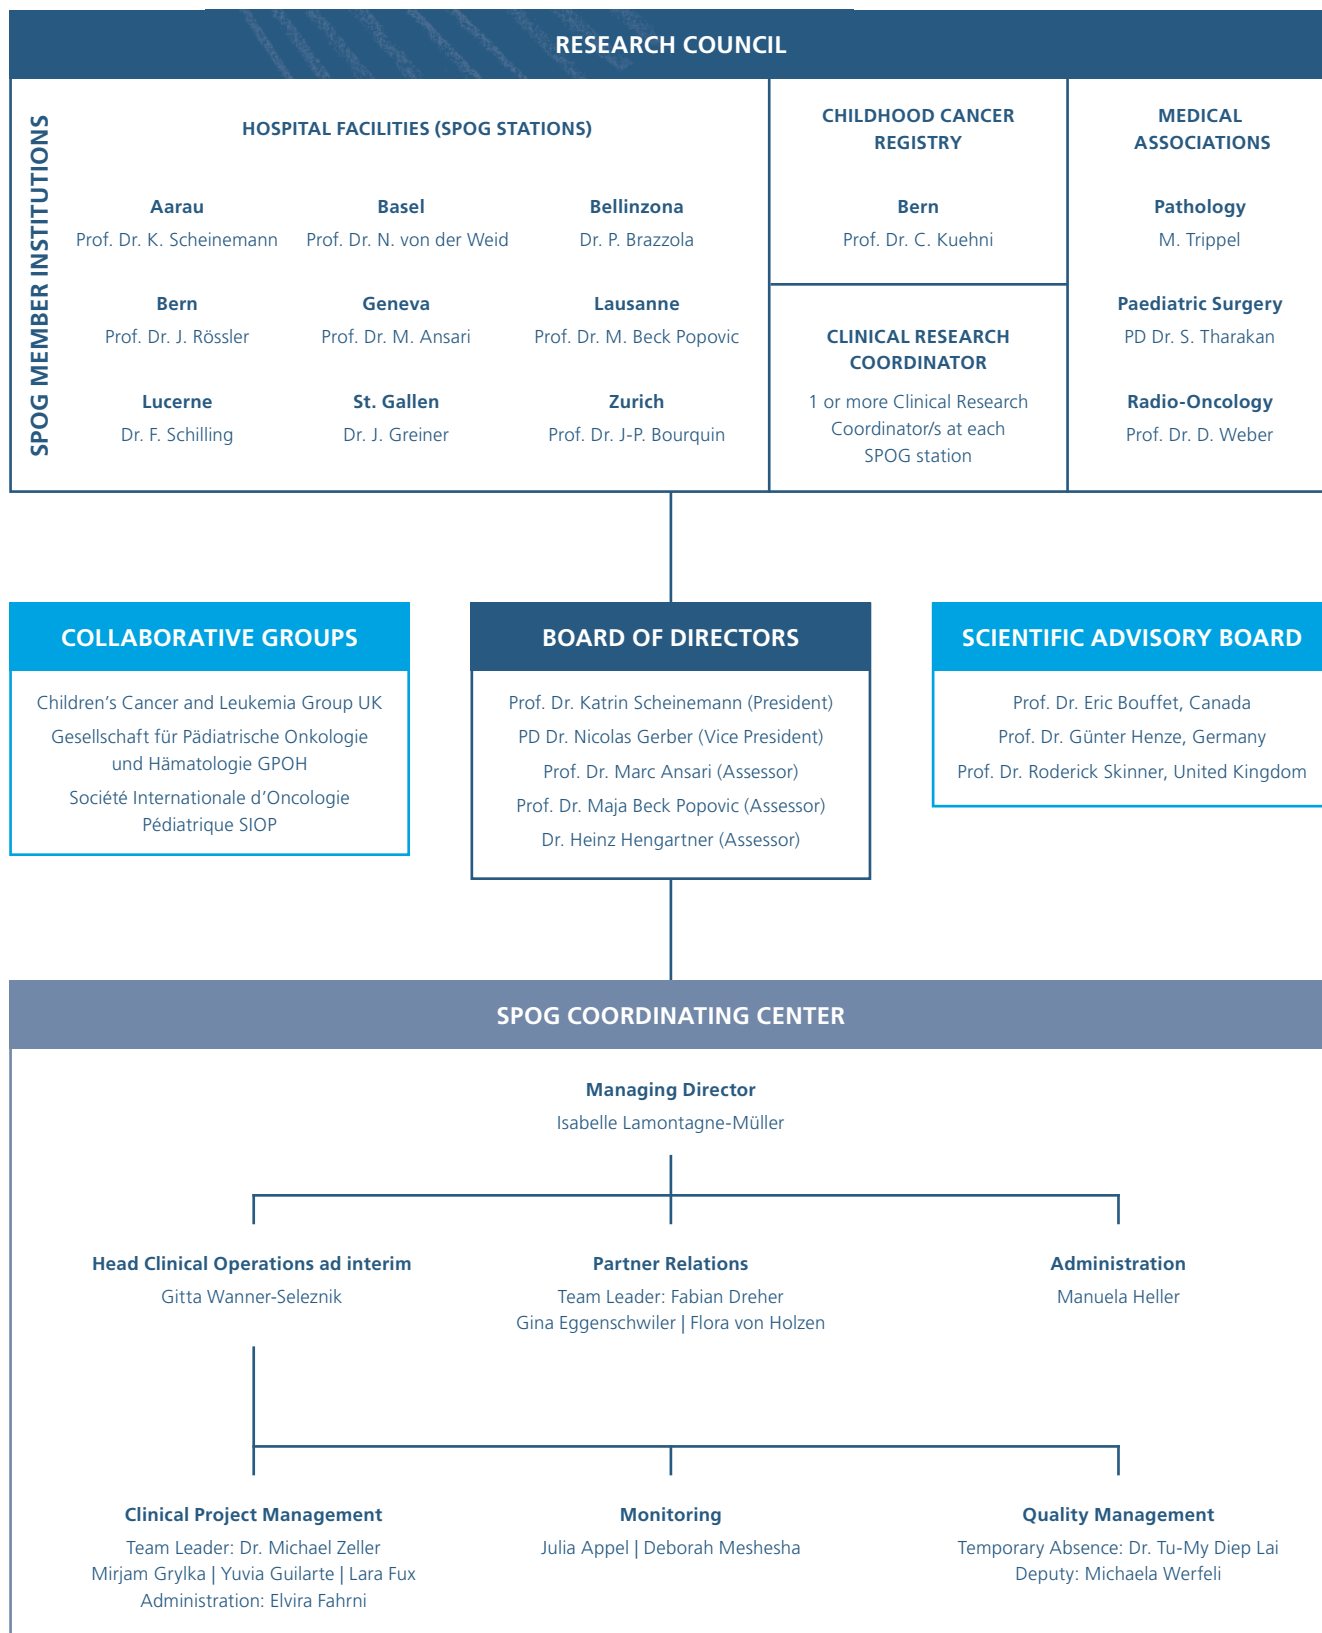 RESEARCH COUNCIL
SPOG MEMBER INSTITUTIONS
HOSPITAL FACILITIES (SPOG STATIONS)
Aarau
Prof. Dr. K. Scheinemann
Basel
Prof. Dr. N. von der Weid
Bellinzona
Dr. P. Brazzola
Bern
Prof. Dr. J. Rössler
Geneva
Prof. Dr. M. Ansari
Lausanne
Prof. Dr. M. Beck Popovic
Lucerne
Dr. F. Schilling
St. Gallen
Dr. J. Greiner
Zurich
Prof. Dr. J-P. Bourquin
CHILDHOOD CANCER
REGISTRY
Bern
Prof. Dr. C. Kuehni
CLINICAL RESEARCH
COORDINATOR
1 or more Clinical Research
Coordinator/s at each
SPOG station
MEDICAL
ASSOCIATIONS
Pathology
M. Trippel
Paediatric Surgery
PD Dr. S. Tharakan
Radio-Oncology
Prof. Dr. D. Weber
COLLABORATIVE GROUPS
Children’s Cancer and Leukemia Group UK
Gesellschaft für Pädiatrische Onkologie
und Hämatologie GPOH
Société Internationale d’Oncologie
Pédiatrique SIOP
BOARD OF DIRECTORS
Prof. Dr. Katrin Scheinemann (President)
PD Dr. Nicolas Gerber (Vice President)
Prof. Dr. Marc Ansari (Assessor)
Prof. Dr. Maja Beck Popovic (Assessor)
Dr. Heinz Hengartner (Assessor)
SCIENTIFIC ADVISORY BOARD
Prof. Dr. Eric Bouffet, Canada
Prof. Dr. Günter Henze, Germany
Prof. Dr. Roderick Skinner, United Kingdom
SPOG COORDINATING CENTER
Managing Director
Isabelle Lamontagne-Müller
Head Clinical Operations ad interim
Gitta Wanner-Seleznik
Partner Relations
Team Leader: Fabian Dreher
Gina Eggenschwiler | Flora von Holzen
Administration
Manuela Heller
Clinical Project Management
Team Leader: Dr. Michael Zeller
Mirjam Grylka | Yuvia Guilarte | Lara Fux
Administration: Elvira Fahrni
Monitoring
Julia Appel | Deborah Meshesha
Quality Management
Temporary Absence: Dr. Tu-My Diep Lai
Deputy: Michaela Werfeli